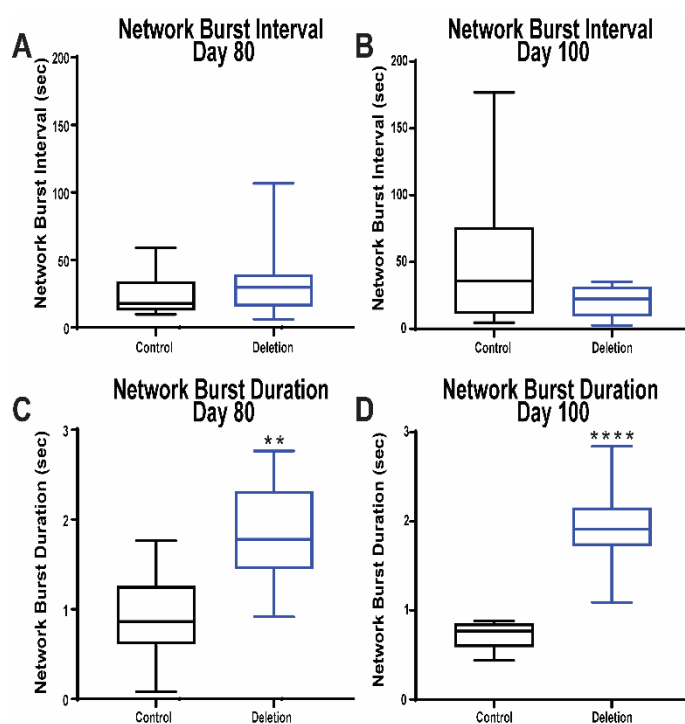 A
Network Burst Interval
Day 80
Network Burst Interval (sec)
200
150
100
50
0
Control
Deletion
B
Network Burst Interval
Day 100
Network Burst Interval (sec)
200
150
100
50
0
Control
Deletion
C
Network Burst Duration
Day 80
Network Burst Duration (sec)
3
2
1
0
**
Control
Deletion
D
Network Burst Duration
Day 100
Network Burst Duration (sec)
3
2
1
0
****
Control
Deletion